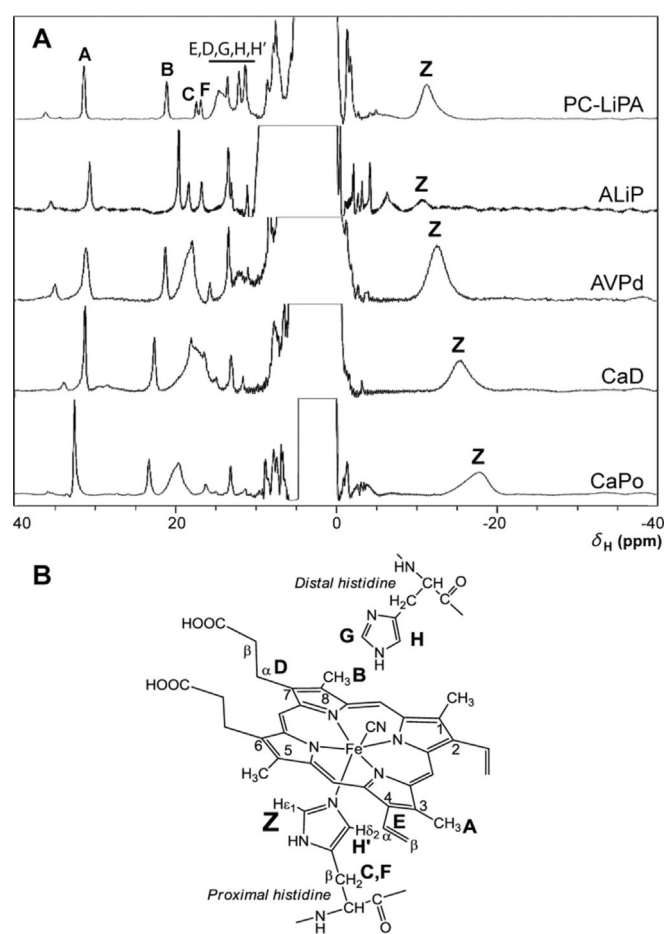 A
E,D,G,H,H'
A
B
C
F
Z
PC-LiPA
Z
ALiP
Z
AVPd
Z
CaD
Z
CaPo
40
20
0
-20
-40
δH (ppm)
B
Distal histidine
HN
CH
O
H2C
C
N
G
H
NH
HOOC
β
α D
CH3 B
HOOC
7
8
CN
CH3
N
1
6
5
N
Fe
N
2
H3C
N
4
3
Hε1
N
E
α
β
CH3 A
Z
Hδ2
HN
H'
β CH2 C,F
Proximal histidine
CH
C
N
H
O